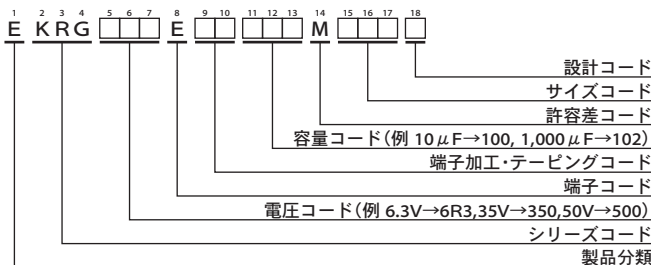 1 2 3 4 5 6 7 8 9 10 11 12 13 14 15 16 17 18
E KRG □□□ E □□ □□□ M □□□ □
設計コード
サイズコード
許容差コード
容量コード(例 10μF→100, 1,000μF→102)
端子加工・テーピングコード
端子コード
電圧コード(例 6.3V→6R3,35V→350,50V→500)
シリーズコード
製品分類